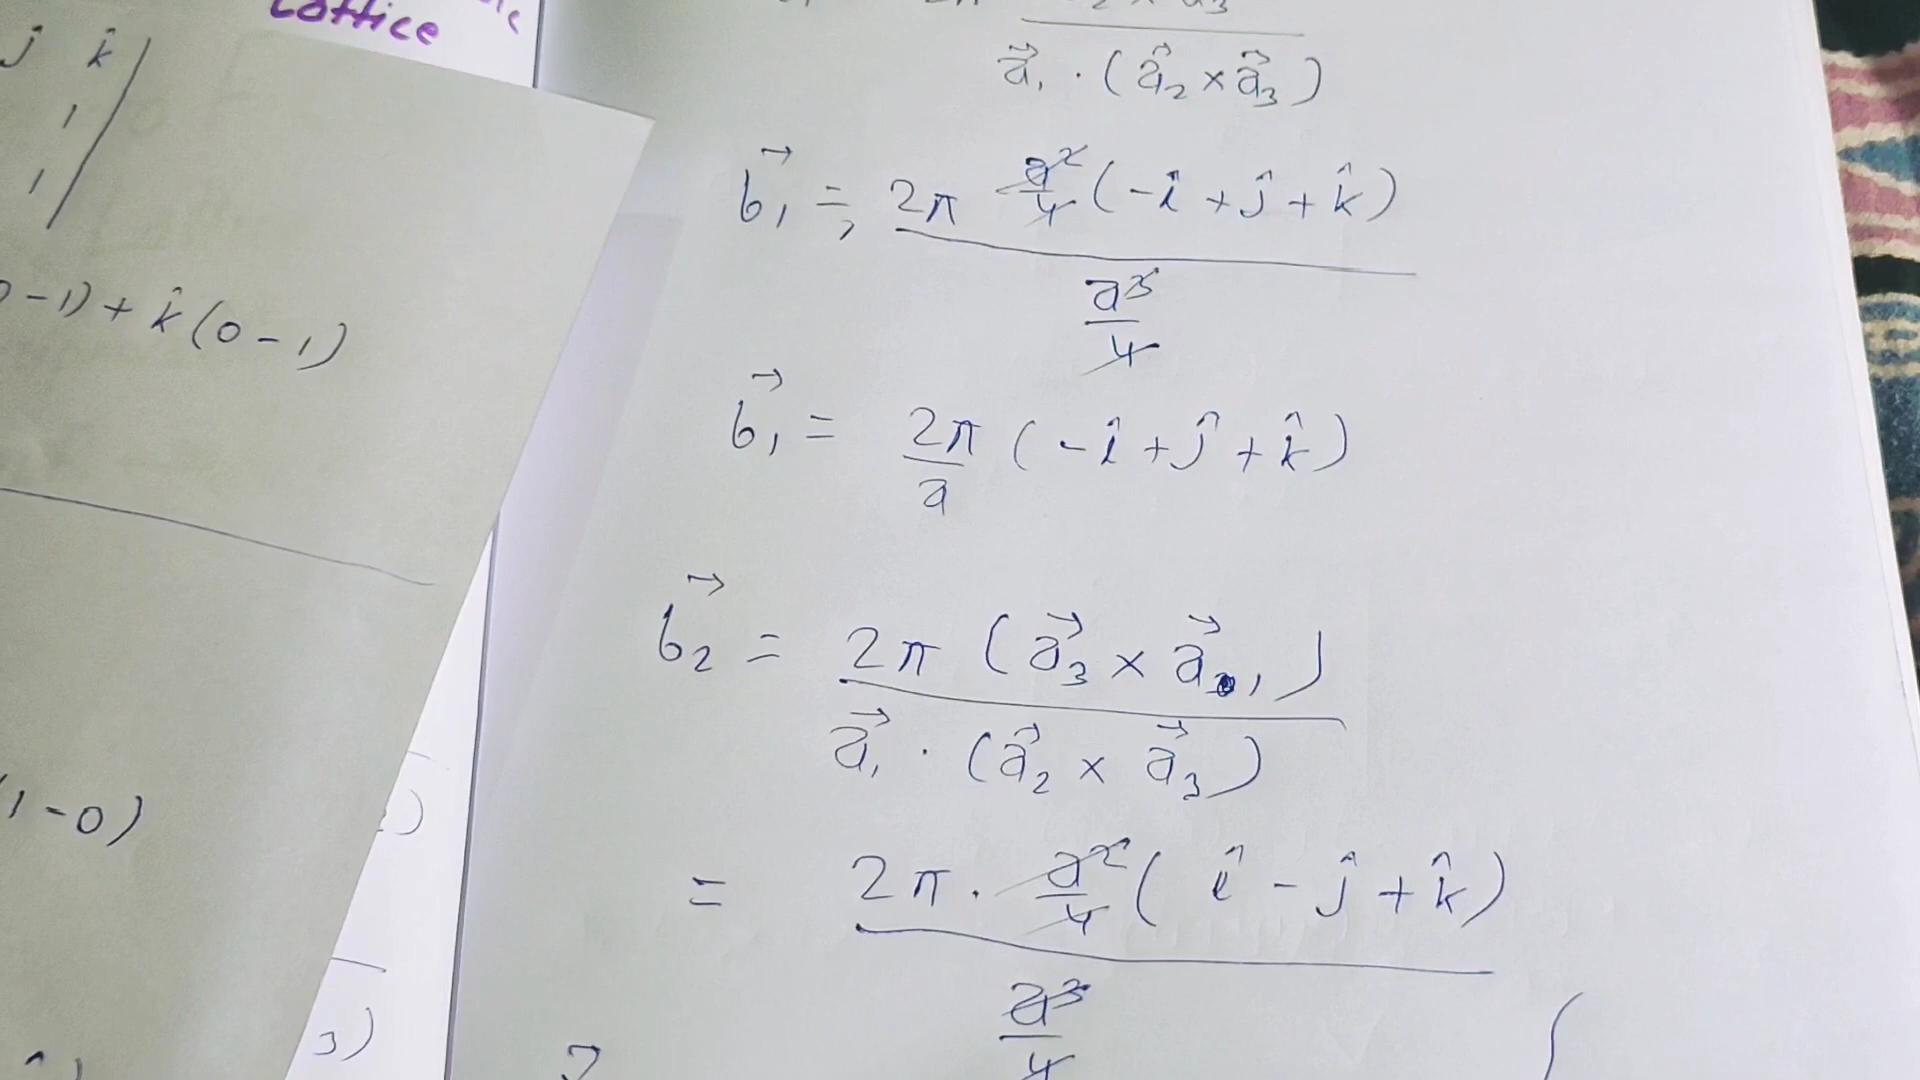 Lattice
ĵ k̂
1
1
-1) + k̂ (0 - 1)
1 - 0)
3)
a⃗₁ · (a⃗₂ × a⃗₃)
b⃗₁ = 2π a²/4 (-î + ĵ + k̂)
a³/4
b⃗₁ = 2π/a (-î + ĵ + k̂)
b⃗₂ = 2π (a⃗₃ × a⃗₁)
a⃗₁ · (a⃗₂ × a⃗₃)
= 2π · a²/4 (î - ĵ + k̂)
a³/4